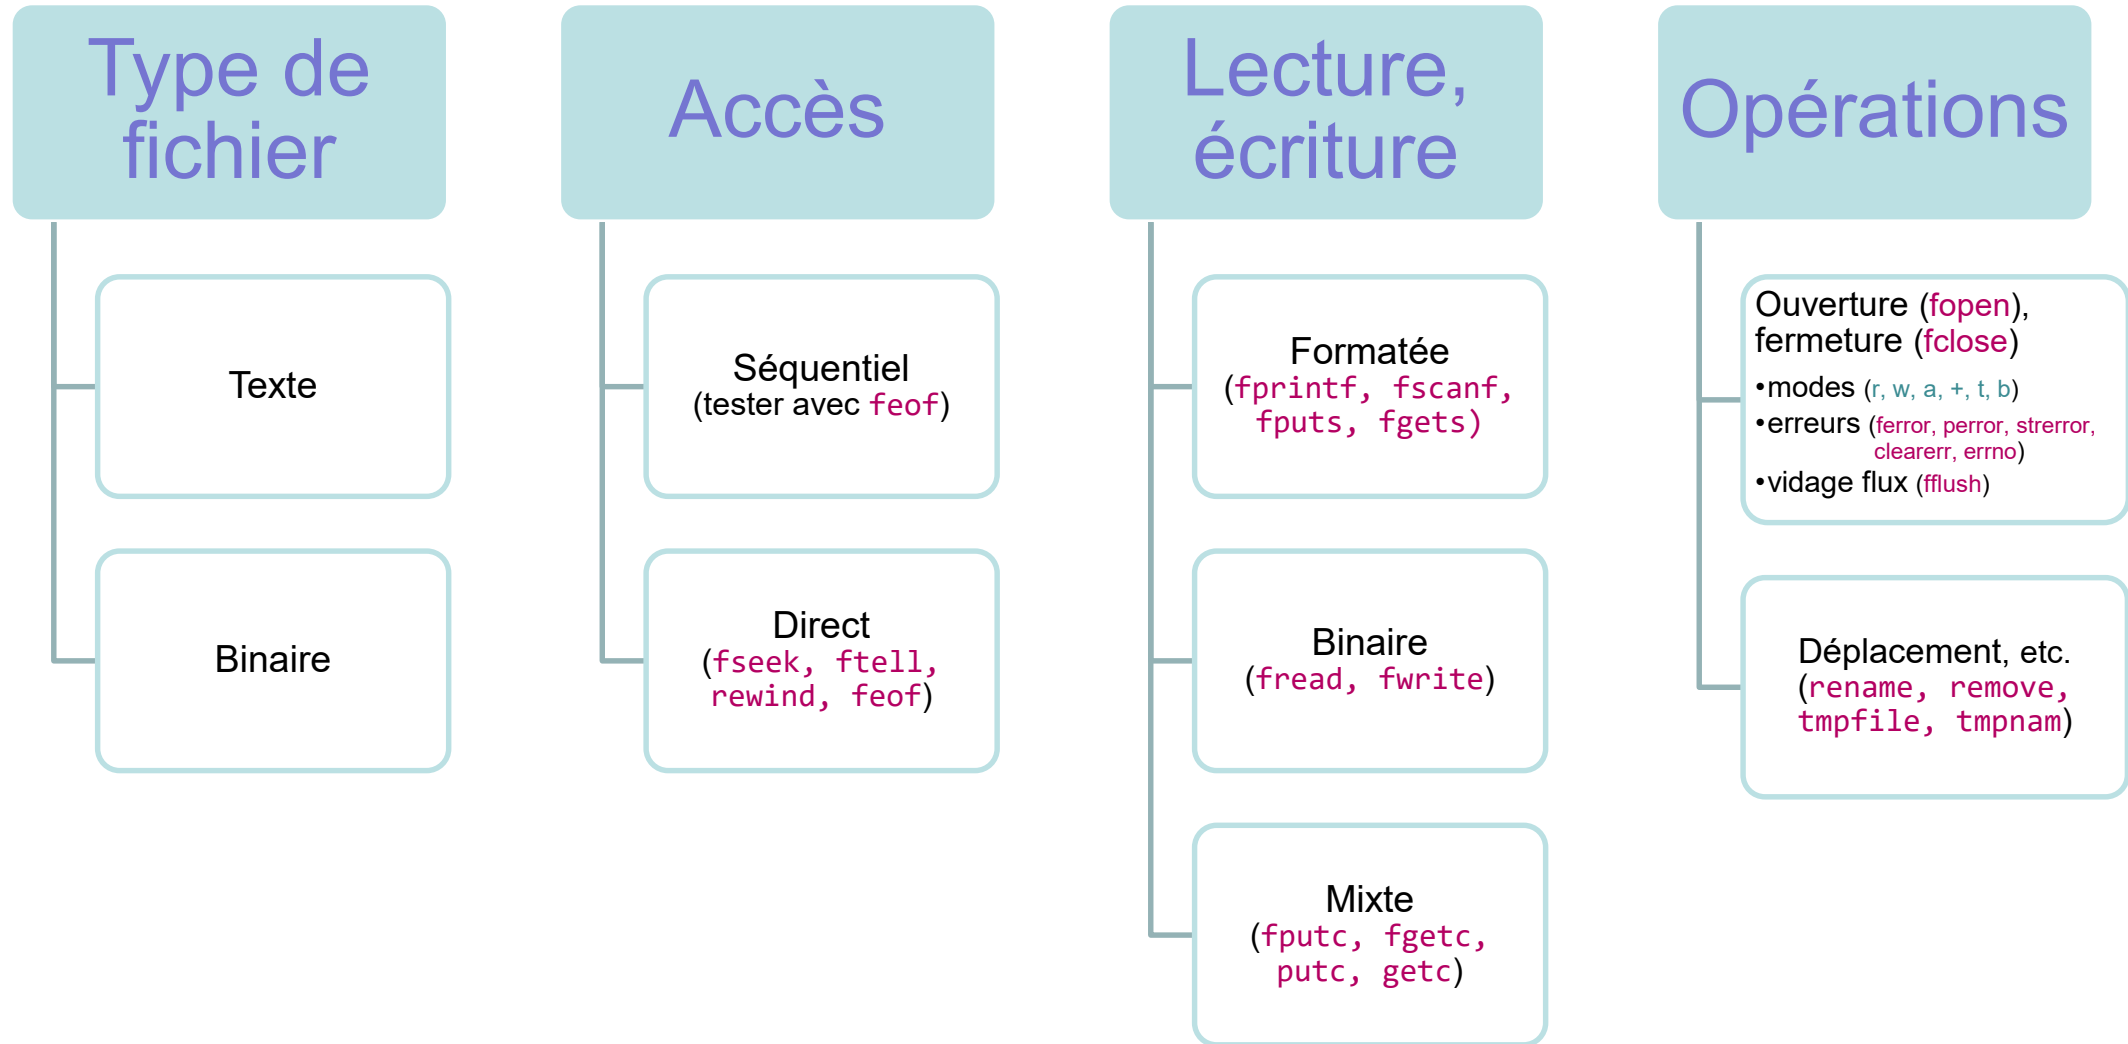 Type de
fichier
Texte
Binaire
Accès
Séquentiel
(tester avec feof)
Direct
(fseek, ftell,
rewind, feof)
Lecture,
écriture
Formatée
(fprintf, fscanf,
fputs, fgets)
Binaire
(fread, fwrite)
Mixte
(fputc, fgetc,
putc, getc)
Opérations
Ouverture (fopen),
fermeture (fclose)
•modes (r, w, a, +, t, b)
•erreurs (ferror, perror, strerror,
clearerr, errno)
•vidage flux (fflush)
Déplacement, etc.
(rename, remove,
tmpfile, tmpnam)